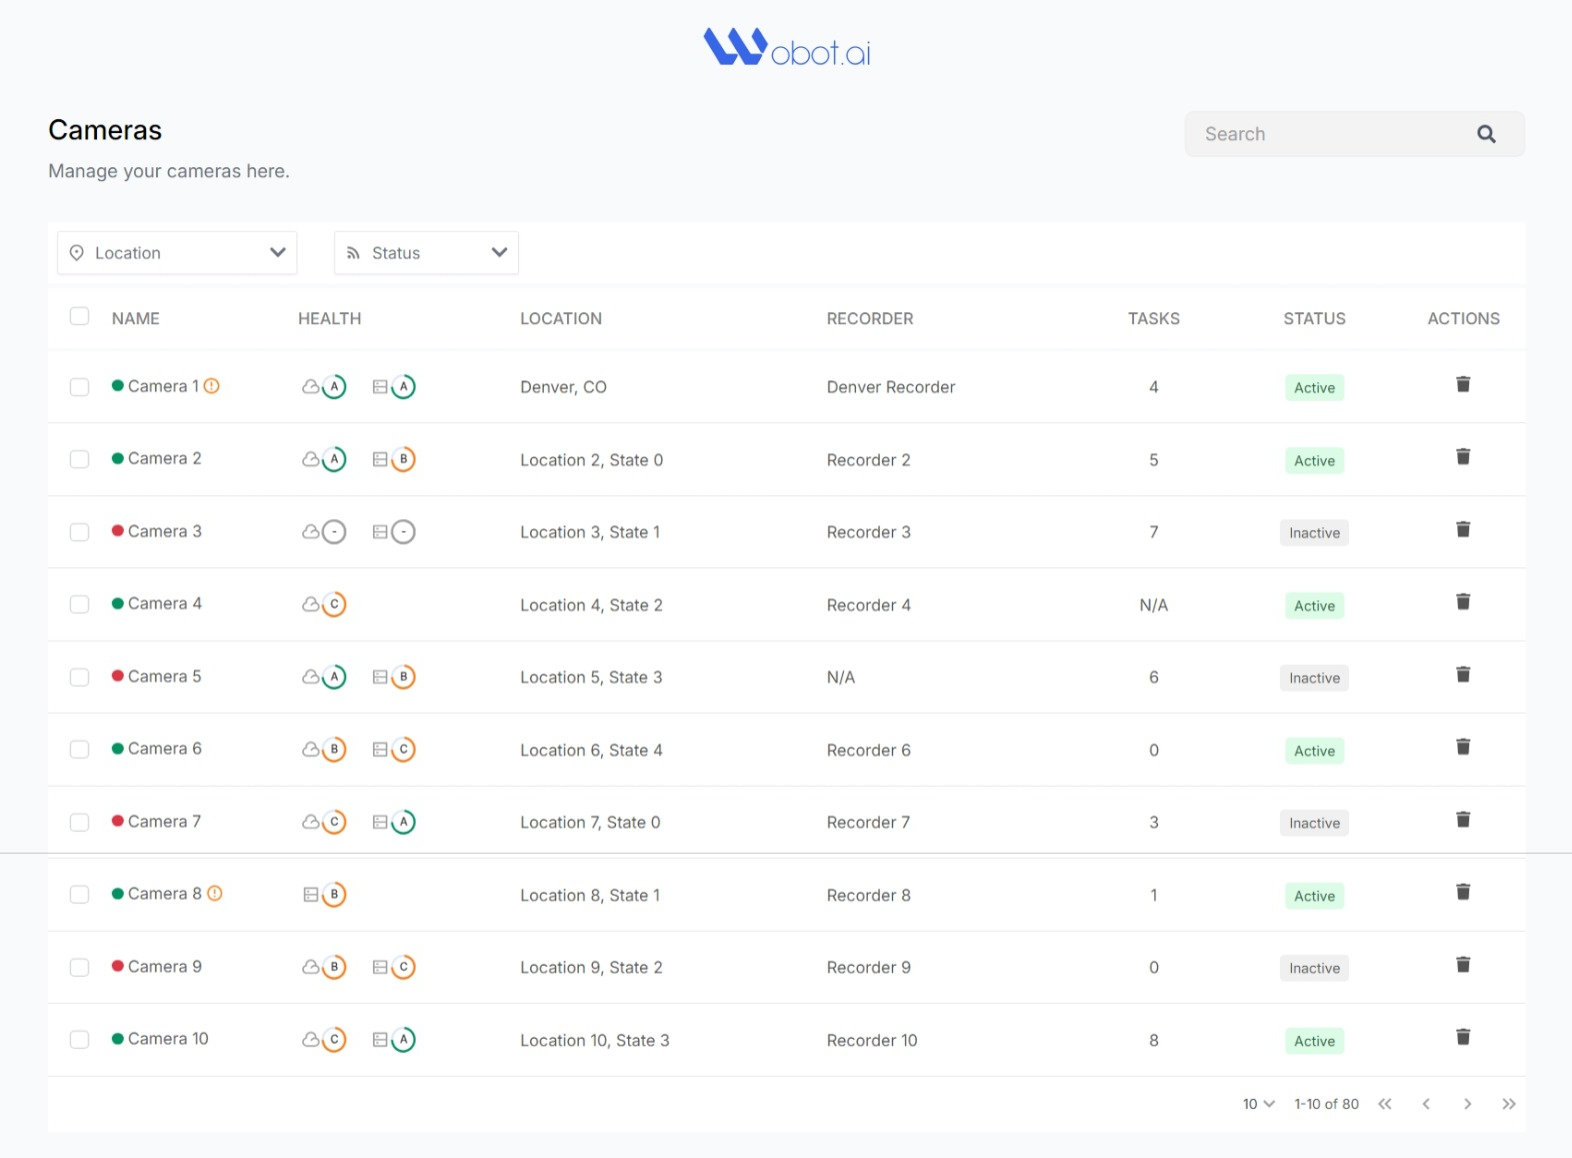 Wobot.ai
Cameras
Search
Manage your cameras here.
Location Status
NAME HEALTH LOCATION RECORDER TASKS STATUS ACTIONS
Camera 1 A A Denver, CO Denver Recorder 4 Active
Camera 2 A B Location 2, State 0 Recorder 2 5 Active
Camera 3 - - Location 3, State 1 Recorder 3 7 Inactive
Camera 4 C Location 4, State 2 Recorder 4 N/A Active
Camera 5 A B Location 5, State 3 N/A 6 Inactive
Camera 6 B C Location 6, State 4 Recorder 6 0 Active
Camera 7 C A Location 7, State 0 Recorder 7 3 Inactive
Camera 8 B Location 8, State 1 Recorder 8 1 Active
Camera 9 B C Location 9, State 2 Recorder 9 0 Inactive
Camera 10 C A Location 10, State 3 Recorder 10 8 Active
10 1-10 of 80